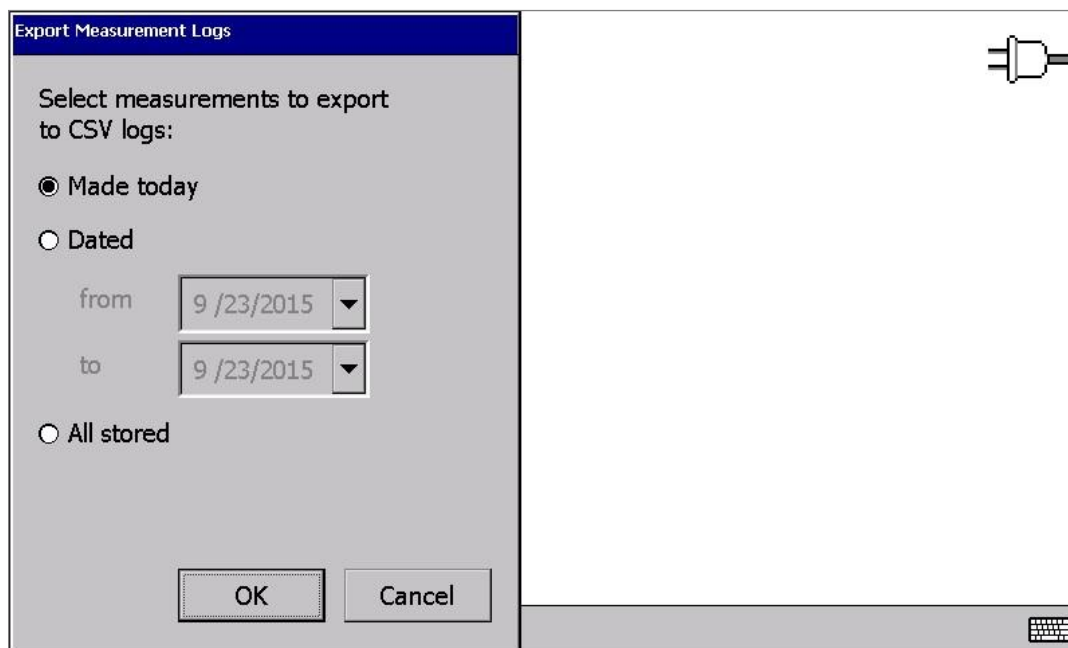 Export Measurement Logs
Select measurements to export
to CSV logs:
Made today
Dated
from 9 /23/2015
to 9 /23/2015
All stored
OK Cancel